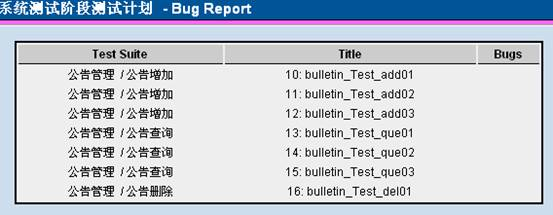 系统测试阶段测试计划 - Bug Report
Test Suite Title Bugs
公告管理 / 公告增加 10: bulletin_Test_add01
公告管理 / 公告增加 11: bulletin_Test_add02
公告管理 / 公告增加 12: bulletin_Test_add03
公告管理 / 公告查询 13: bulletin_Test_que01
公告管理 / 公告查询 14: bulletin_Test_que02
公告管理 / 公告查询 15: bulletin_Test_que03
公告管理 / 公告删除 16: bulletin_Test_del01